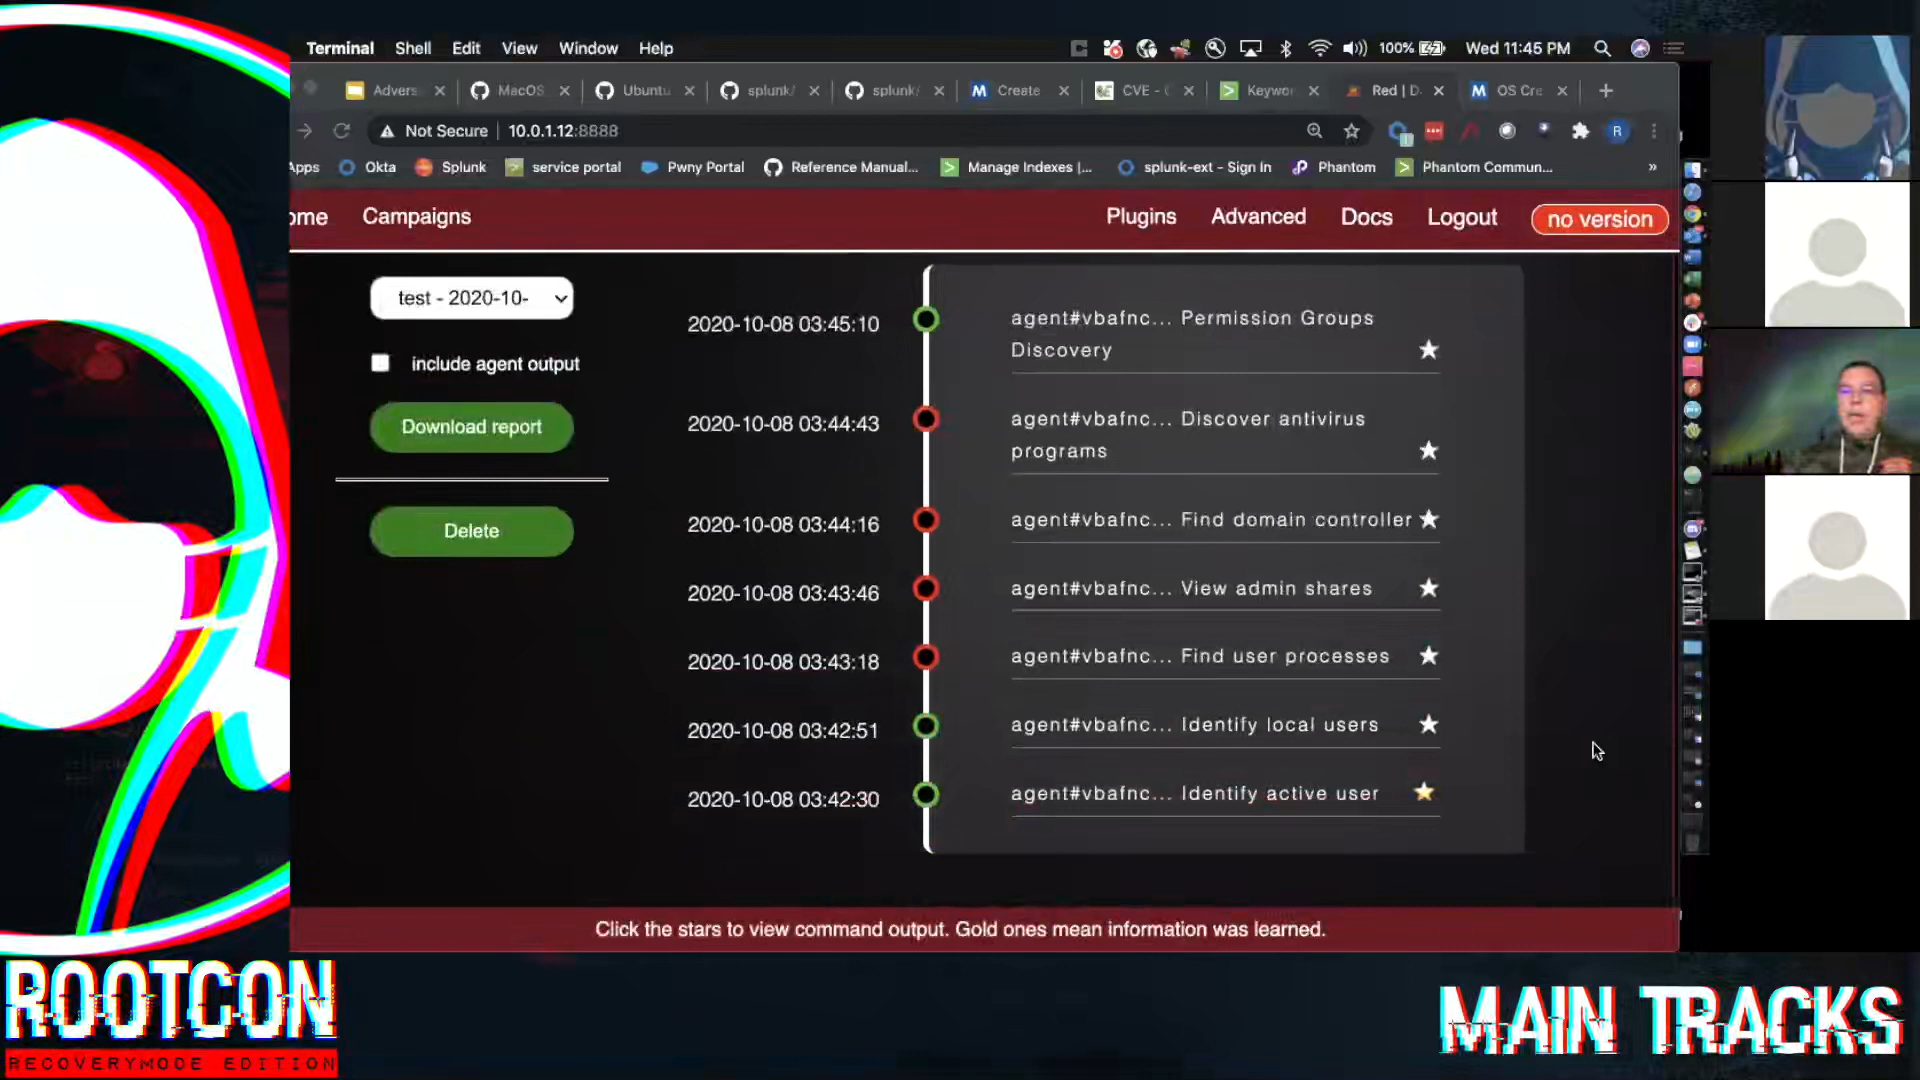 Terminal Shell Edit View Window Help 100% Wed 11:45 PM
Advers MacOS Ubuntu splunk/ splunk/ Create CVE - Keywor Red | D OS Cre
Not Secure 10.0.1.12:8888
Apps Okta Splunk service portal Pwny Portal Reference Manual... Manage Indexes |... splunk-ext - Sign In Phantom Phantom Commun... »
ome Campaigns Plugins Advanced Docs Logout no version
test - 2020-10-
include agent output
Download report
Delete
2020-10-08 03:45:10 agent#vbafnc... Permission Groups
Discovery
2020-10-08 03:44:43 agent#vbafnc... Discover antivirus
programs
2020-10-08 03:44:16 agent#vbafnc... Find domain controller
2020-10-08 03:43:46 agent#vbafnc... View admin shares
2020-10-08 03:43:18 agent#vbafnc... Find user processes
2020-10-08 03:42:51 agent#vbafnc... Identify local users
2020-10-08 03:42:30 agent#vbafnc... Identify active user
Click the stars to view command output. Gold ones mean information was learned.
ROOTCON
RECOVERYMODE EDITION
MAIN TRACKS